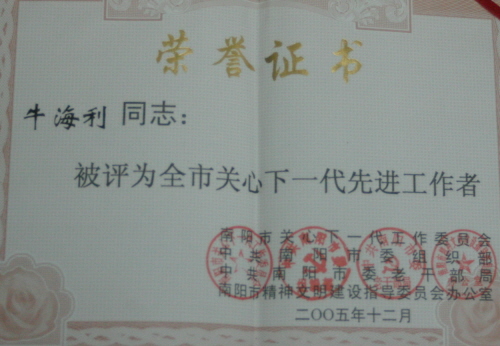 荣誉证书
牛海利 同志：
被评为全市关心下一代先进工作者
南阳市关心下一代工作委员会
中共南阳市委组织部
中共南阳市委老干部局
南阳市精神文明建设指导委员会办公室
二〇〇五年十二月